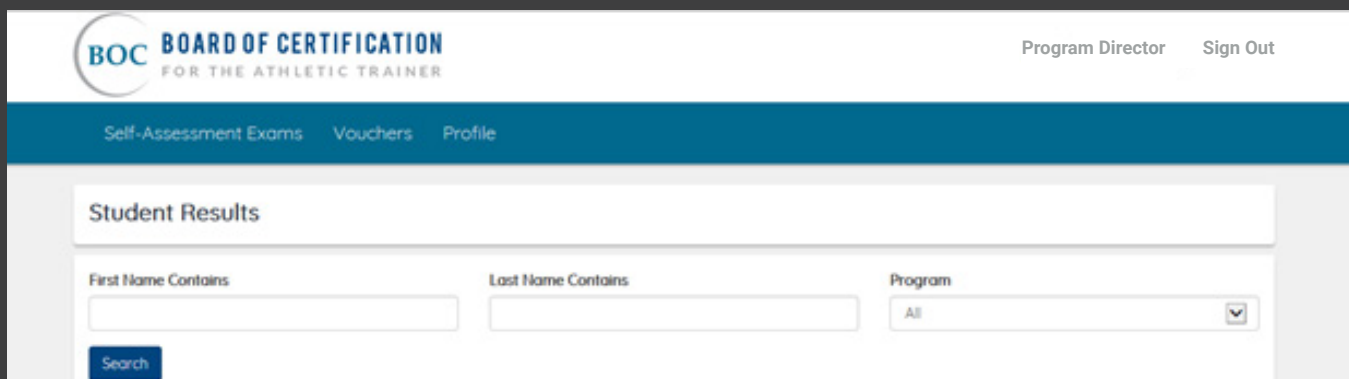 BOC BOARD OF CERTIFICATION
FOR THE ATHLETIC TRAINER
Program Director Sign Out
Self-Assessment Exams Vouchers Profile
Student Results
First Name Contains Last Name Contains Program
All
Search